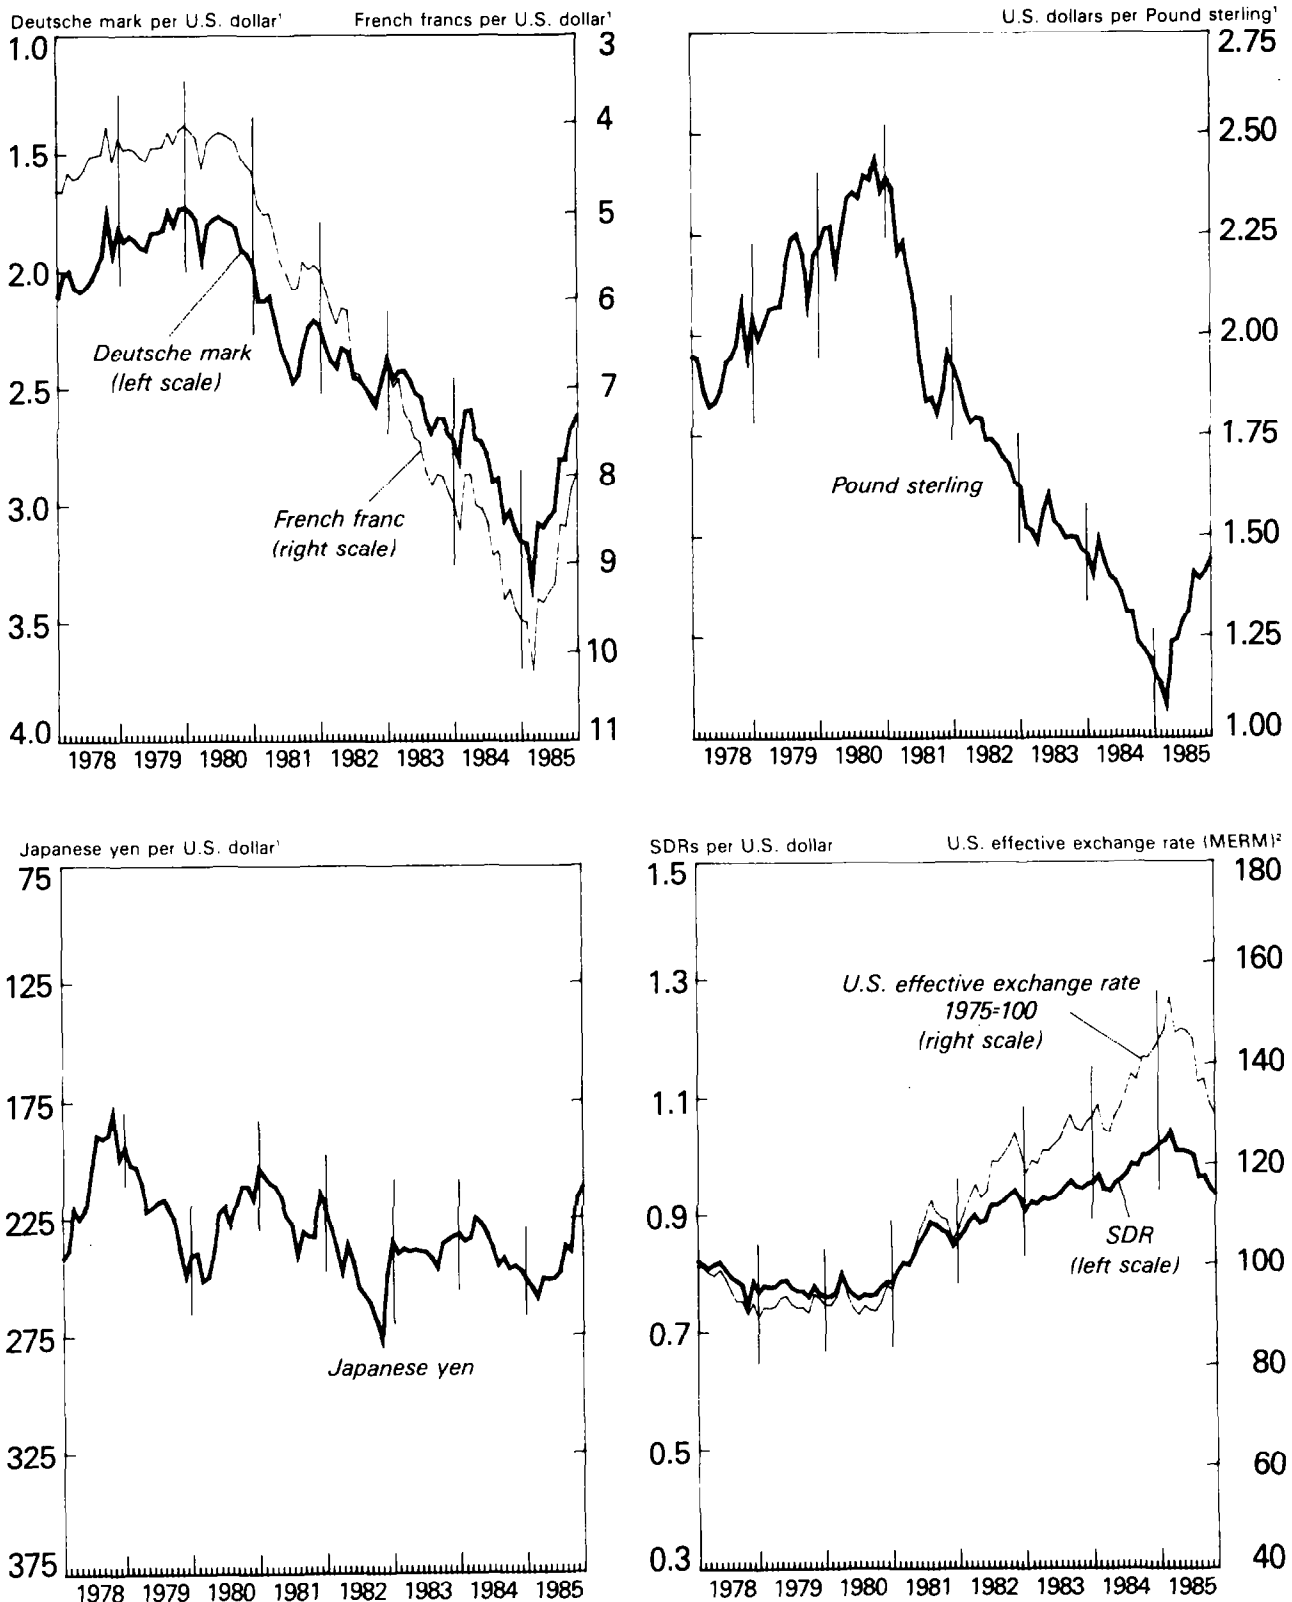 Deutsche mark per U.S. dollar¹
French francs per U.S. dollar¹
1.0
1.5
2.0
2.5
3.0
3.5
4.0
3
4
5
6
7
8
9
10
11
Deutsche mark
(left scale)
French franc
(right scale)
1978 1979 1980 1981 1982 1983 1984 1985
U.S. dollars per Pound sterling¹
2.75
2.50
2.25
2.00
1.75
1.50
1.25
1.00
Pound sterling
1978 1979 1980 1981 1982 1983 1984 1985
Japanese yen per U.S. dollar¹
75
125
175
225
275
325
375
Japanese yen
1978 1979 1980 1981 1982 1983 1984 1985
SDRs per U.S. dollar
U.S. effective exchange rate (MERM)²
1.5
1.3
1.1
0.9
0.7
0.5
0.3
180
160
140
120
100
80
60
40
U.S. effective exchange rate
1975=100
(right scale)
SDR
(left scale)
1978 1979 1980 1981 1982 1983 1984 1985